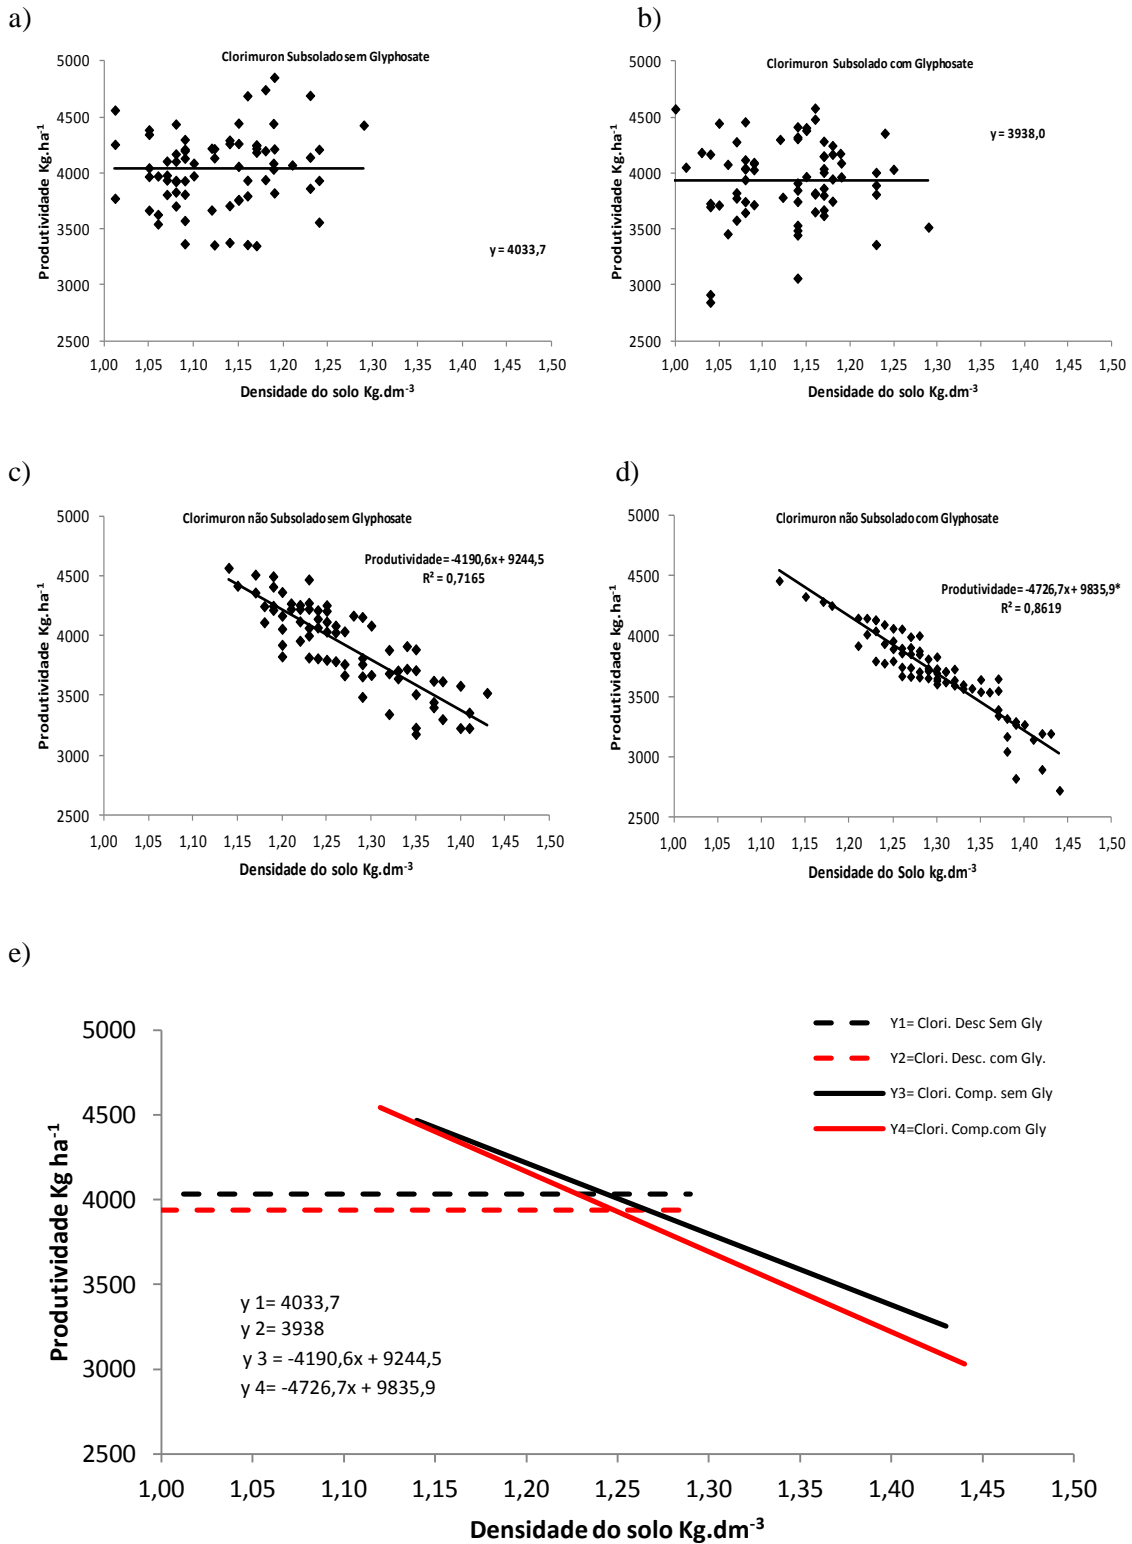 a)
Clorimuron Subsolado sem Glyphosate
Produtividade Kg.ha-1
5000
4500
4000
3500
3000
2500
y = 4033,7
1,00 1,05 1,10 1,15 1,20 1,25 1,30 1,35 1,40 1,45 1,50
Densidade do solo Kg.dm-3
b)
Clorimuron Subsolado com Glyphosate
Produtividade Kg.ha-1
5000
4500
4000
3500
3000
2500
y = 3938,0
1,00 1,05 1,10 1,15 1,20 1,25 1,30 1,35 1,40 1,45 1,50
Densidade do solo Kg.dm-3
c)
Clorimuron não Subsolado sem Glyphosate
Produtividade Kg.ha-1
5000
4500
4000
3500
3000
2500
Produtividade= -4190,6x + 9244,5
R² = 0,7165
1,00 1,05 1,10 1,15 1,20 1,25 1,30 1,35 1,40 1,45 1,50
Densidade do solo Kg.dm-3
d)
Clorimuron não Subsolado com Glyphosate
Produtividade kg.ha-1
5000
4500
4000
3500
3000
2500
Produtividade = -4726,7x + 9835,9*
R² = 0,8619
1,00 1,05 1,10 1,15 1,20 1,25 1,30 1,35 1,40 1,45 1,50
Densidade do Solo kg.dm-3
e)
Produtividade Kg ha-1
5000
4500
4000
3500
3000
2500
Y1= Clori. Desc Sem Gly
Y2=Clori. Desc. com Gly.
Y3= Clori. Comp. sem Gly
Y4=Clori. Comp.com Gly
y 1= 4033,7
y 2= 3938
y 3 = -4190,6x + 9244,5
y 4= -4726,7x + 9835,9
1,00 1,05 1,10 1,15 1,20 1,25 1,30 1,35 1,40 1,45 1,50
Densidade do solo Kg.dm-3